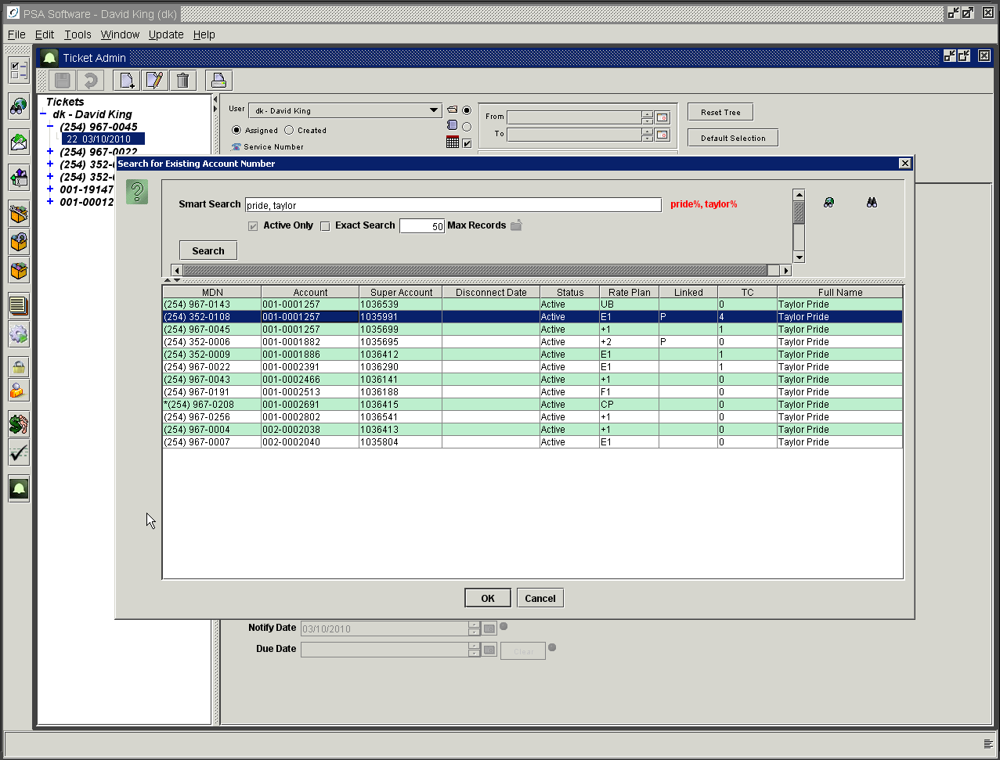 PSA Software - David King (dk)
File Edit Tools Window Update Help
Ticket Admin
Tickets
dk - David King
(254) 967-0045
22 03/10/2010
(254) 967-0022
(254) 352-0
(254) 352-0
001-19147
001-00012
User dk - David King
Assigned Created
Service Number
From
To
Reset Tree
Default Selection
Search for Existing Account Number
Smart Search pride, taylor pride%, taylor%
Active Only Exact Search 50 Max Records
Search
MDN Account Super Account Disconnect Date Status Rate Plan Linked TC Full Name
(254) 967-0143 001-0001257 1036539 Active UB 0 Taylor Pride
(254) 352-0108 001-0001257 1035991 Active E1 P 4 Taylor Pride
(254) 967-0045 001-0001257 1035699 Active +1 1 Taylor Pride
(254) 352-0006 001-0001882 1035695 Active +2 P 0 Taylor Pride
(254) 352-0009 001-0001886 1036412 Active E1 1 Taylor Pride
(254) 967-0022 001-0002391 1036290 Active E1 1 Taylor Pride
(254) 967-0043 001-0002466 1036141 Active +1 0 Taylor Pride
(254) 967-0191 001-0002513 1036188 Active F1 0 Taylor Pride
*(254) 967-0208 001-0002691 1036415 Active CP 0 Taylor Pride
(254) 967-0256 001-0002802 1036541 Active +1 0 Taylor Pride
(254) 967-0004 002-0002038 1036413 Active +1 0 Taylor Pride
(254) 967-0007 002-0002040 1035804 Active E1 0 Taylor Pride
OK Cancel
Notify Date 03/10/2010
Due Date Clear